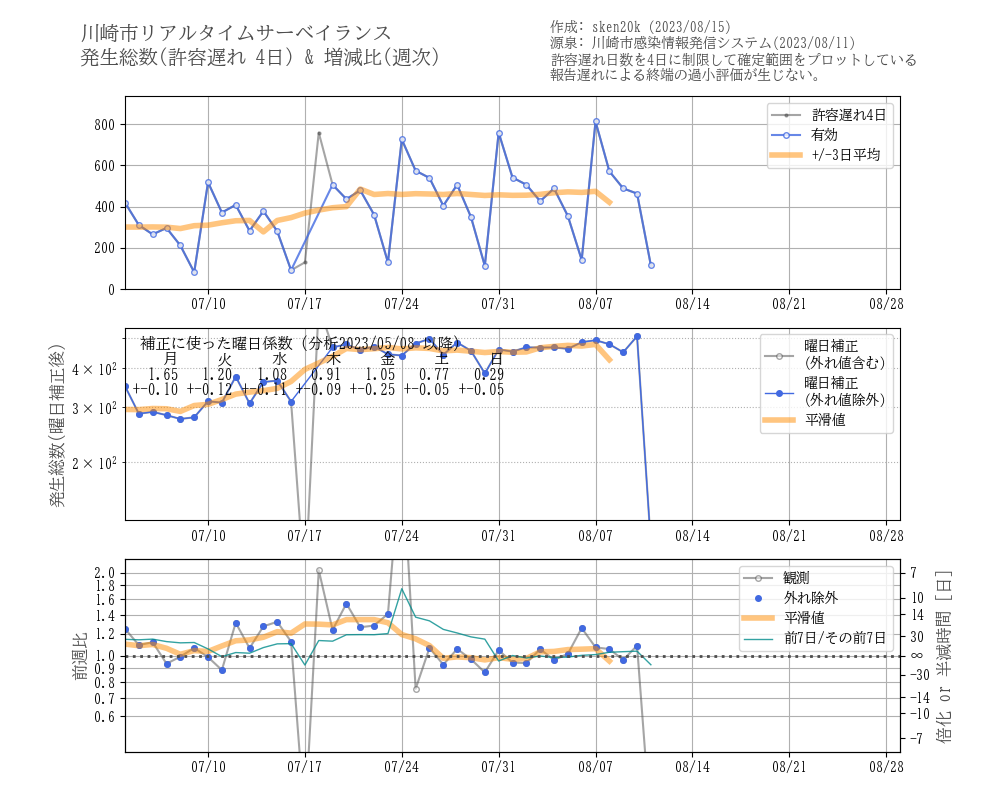 川崎市リアルタイムサーベイランス
発生総数(許容遅れ 4日) & 増減比(週次)
作成: sken20k (2023/08/15)
源泉: 川崎市感染情報発信システム(2023/08/11)
許容遅れ日数を4日に制限して確定範囲をプロットしている
報告遅れによる終端の過小評価が生じない。
800
600
400
200
0
許容遅れ4日
有効
+/-3日平均
07/10 07/17 07/24 07/31 08/07 08/14 08/21 08/28
発生総数(曜日補正後)
4 × 10²
3 × 10²
2 × 10²
補正に使った曜日係数 (分析2023/05/08 以降)
月 火 水 木 金 土 日
1.65 1.20 1.08 0.91 1.05 0.77 0.29
+-0.10 +-0.12 +-0.11 +-0.09 +-0.25 +-0.05 +-0.05
曜日補正
(外れ値含む)
曜日補正
(外れ値除外)
平滑値
07/10 07/17 07/24 07/31 08/07 08/14 08/21 08/28
前週比
2.0
1.8
1.6
1.4
1.2
1.0
0.9
0.8
0.7
0.6
観測
外れ除外
平滑値
前7日/その前7日
7
10
14
30
∞
-30
-14
-10
-7
倍化 or 半減時間 [日]
07/10 07/17 07/24 07/31 08/07 08/14 08/21 08/28